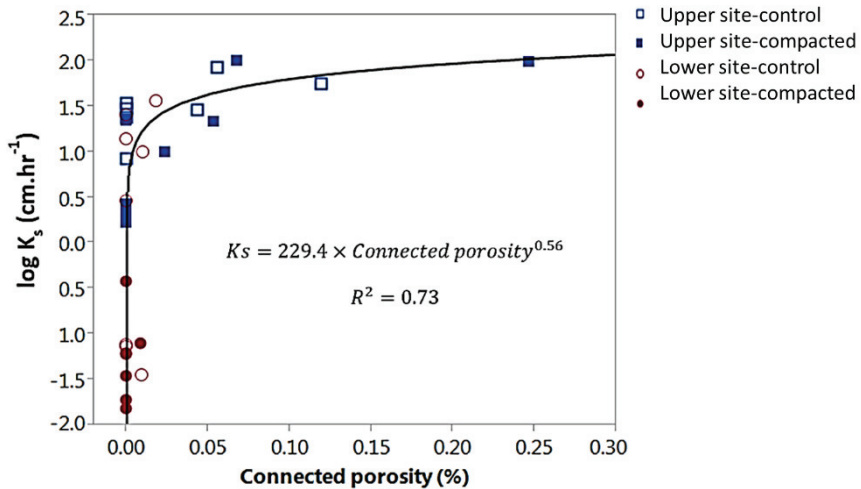 2.5
2.0
1.5
1.0
0.5
0.0
0.5
1.0
-1.5
-2.0
log Ks (cm.hr-1)
0.00 0.05 0.10 0.15 0.20 0.25 0.30
Connected porosity (%)
Ks = 229.4 × Connected porosity^0.56
R² = 0.73
Upper site-control
Upper site-compacted
Lower site-control
Lower site-compacted